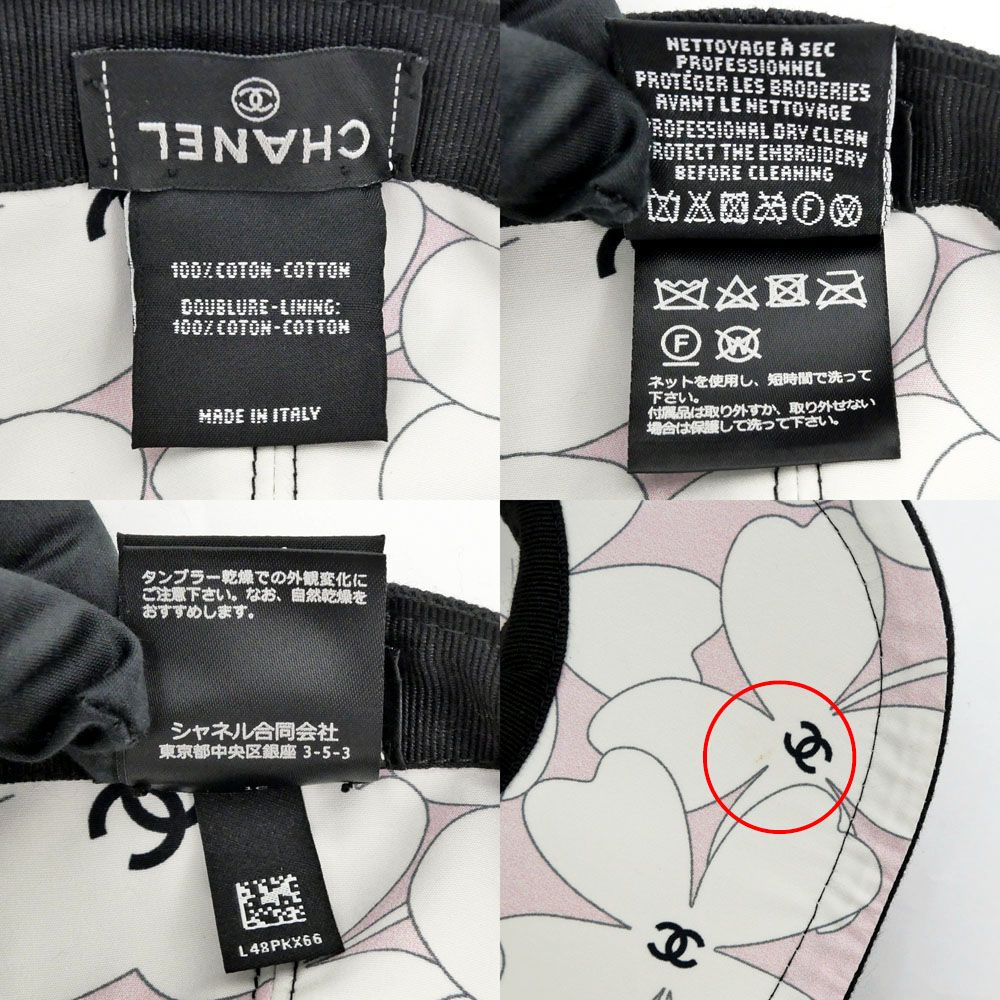 CHANEL
100% COTON-COTTON
DOUBLURE-LINING:
100% COTON-COTTON
MADE IN ITALY
NETTOYAGE À SEC
PROFESSIONNEL
PROTÉGER LES BRODERIES
AVANT LE NETTOYAGE
PROFESSIONAL DRY CLEAN
PROTECT THE EMBROIDERY
BEFORE CLEANING
F W
F W
ネットを使用し、短時間で洗って
下さい。
付属品は取り外すか、取り外せない
場合は保護して洗って下さい。
タンブラー乾燥での外観変化に
ご注意下さい。なお、自然乾燥を
おすすめします。
シャネル合同会社
東京都中央区銀座 3-5-3
L48PKX66